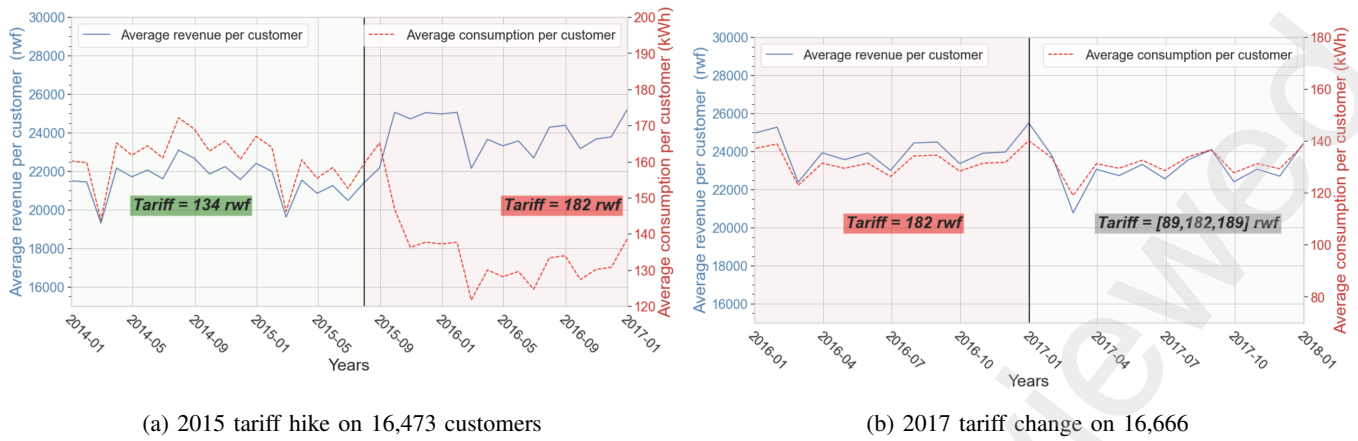 Average revenue per customer (rwf)
30000
28000
26000
24000
22000
20000
18000
16000
Average revenue per customer
Average consumption per customer
Tariff = 134 rwf
Tariff = 182 rwf
200
190
180
170
160
150
140
130
120
Average consumption per customer (kWh)
2014-01
2014-05
2014-09
2015-01
2015-05
2015-09
2016-01
2016-05
2016-09
2017-01
Years
(a) 2015 tariff hike on 16,473 customers
Average revenue per customer (rwf)
30000
28000
26000
24000
22000
20000
18000
16000
Average revenue per customer
Average consumption per customer
Tariff = 182 rwf
Tariff = [89,182,189] rwf
180
160
140
120
100
80
Average consumption per customer (kWh)
2016-01
2016-04
2016-07
2016-10
2017-01
2017-04
2017-07
2017-10
2018-01
Years
(b) 2017 tariff change on 16,666
viewed